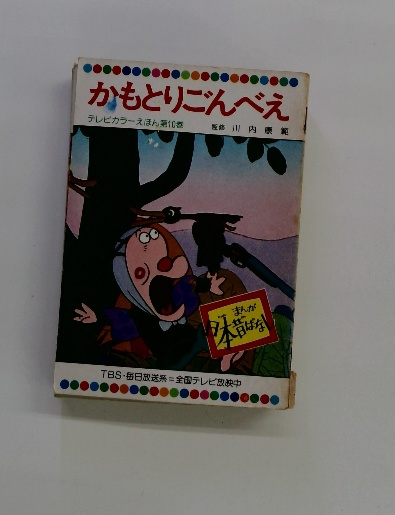 かもとりごんべえ
テレビカラーえほん第10巻
監修 川内康範
まんが
日本昔ばなし
TBS・毎日放送系=全国テレビ放映中